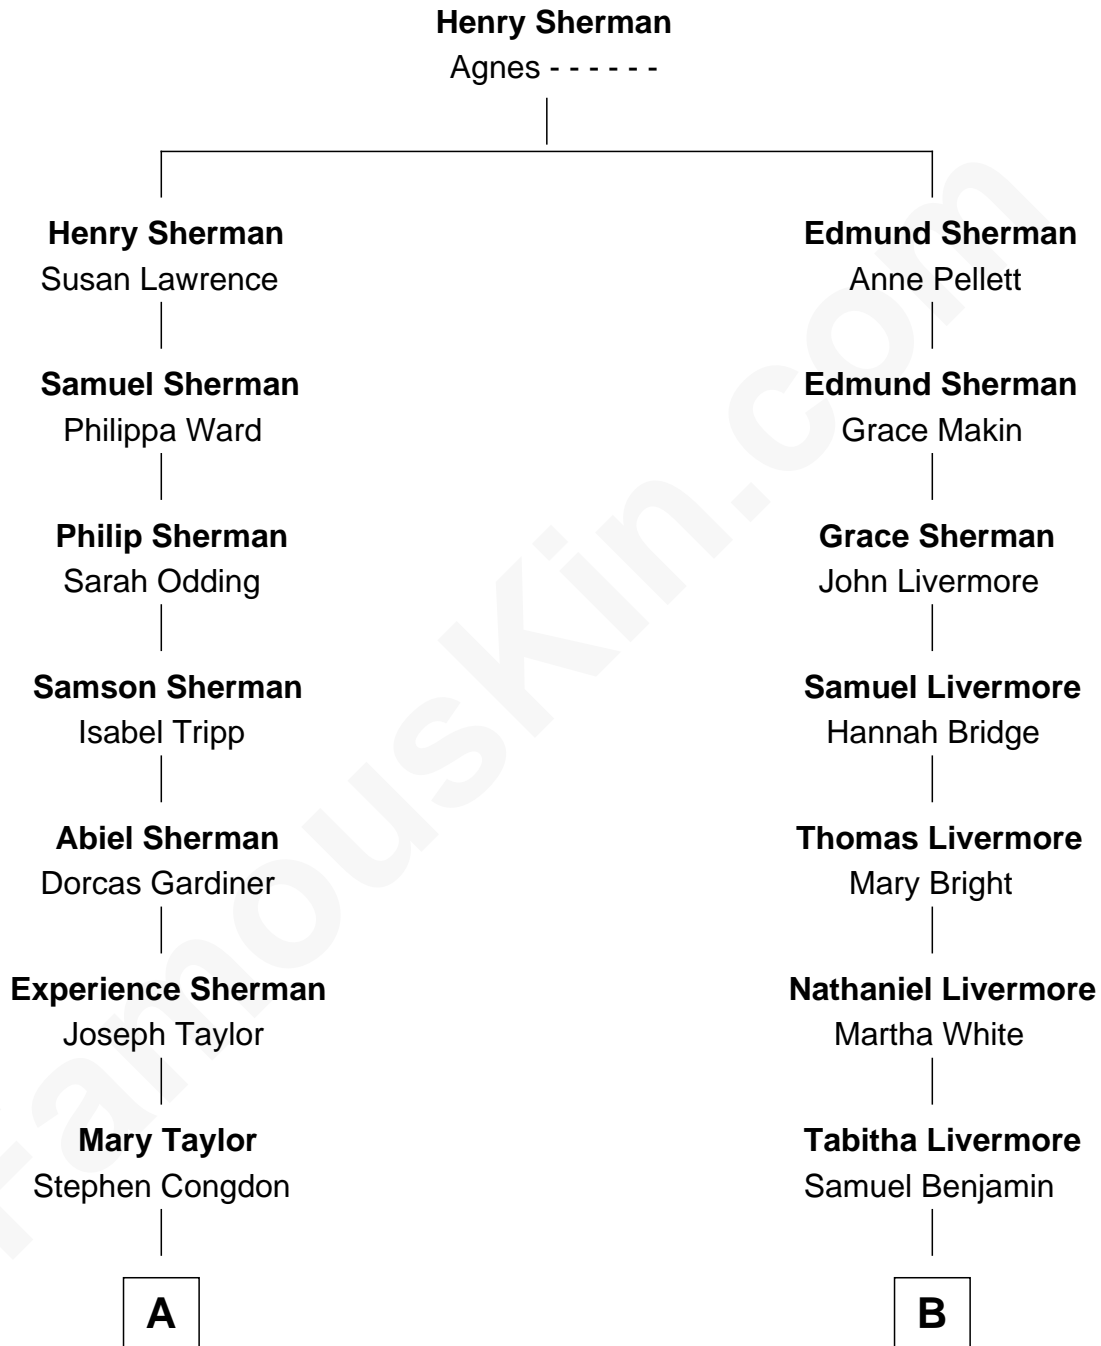 Henry Sherman
Agnes - - - - - -
Henry Sherman
Susan Lawrence
Edmund Sherman
Anne Pellett
Samuel Sherman
Philippa Ward
Edmund Sherman
Grace Makin
Philip Sherman
Sarah Odding
Grace Sherman
John Livermore
Samson Sherman
Isabel Tripp
Samuel Livermore
Hannah Bridge
Abiel Sherman
Dorcas Gardiner
Thomas Livermore
Mary Bright
Experience Sherman
Joseph Taylor
Nathaniel Livermore
Martha White
Mary Taylor
Stephen Congdon
Tabitha Livermore
Samuel Benjamin
A
B
FamousKin.com